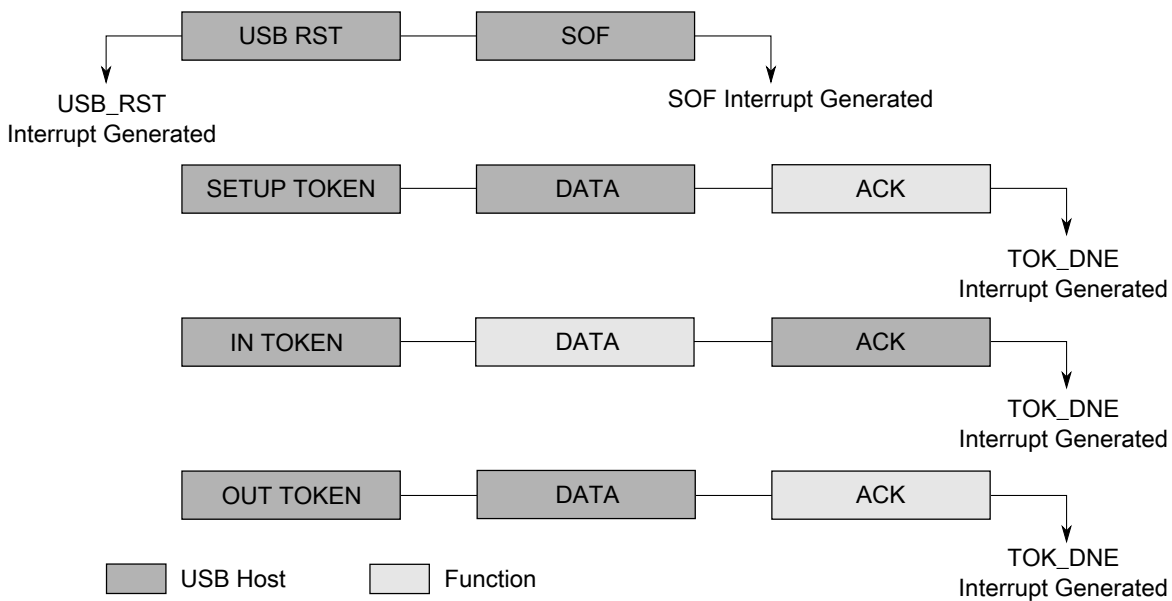 USB RST
SOF
USB_RST
Interrupt Generated
SOF Interrupt Generated
SETUP TOKEN
DATA
ACK
TOK_DNE
Interrupt Generated
IN TOKEN
DATA
ACK
TOK_DNE
Interrupt Generated
OUT TOKEN
DATA
ACK
TOK_DNE
Interrupt Generated
USB Host
Function